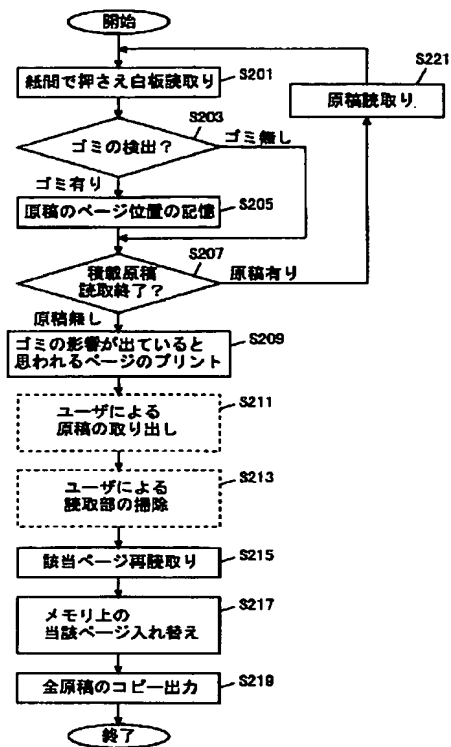 開始
紙間で押さえ白板読取り
S201
S221
原稿読取り
S203
ゴミの検出?
ゴミ無し
ゴミ有り
原稿のページ位置の記憶
S205
S207
積載原稿
読取終了?
原稿有り
原稿無し
ゴミの影響が出ていると
思われるページのプリント
S209
ユーザによる
原稿の取り出し
S211
ユーザによる
読取部の掃除
S213
該当ページ再読取り
S215
メモリ上の
当該ページ入れ替え
S217
全原稿のコピー出力
S219
終了